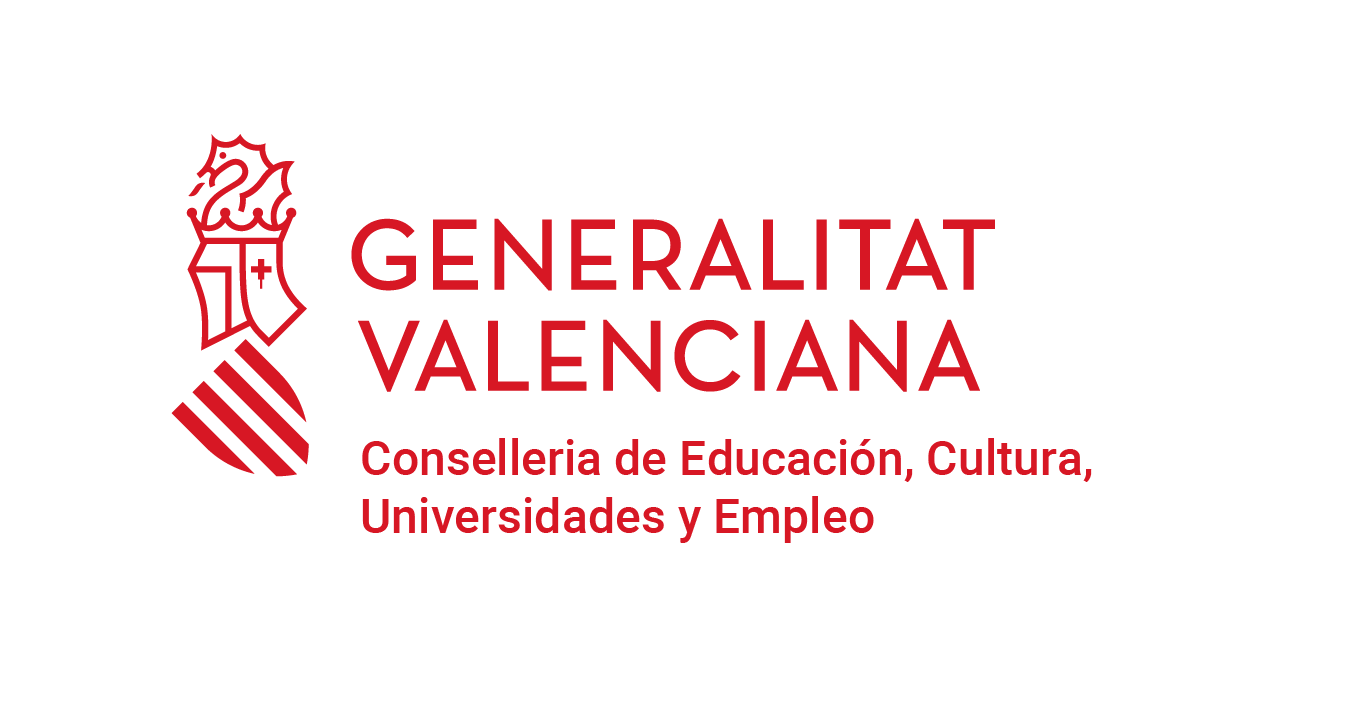 GENERALITAT
VALENCIANA
Conselleria de Educación, Cultura,
Universidades y Empleo